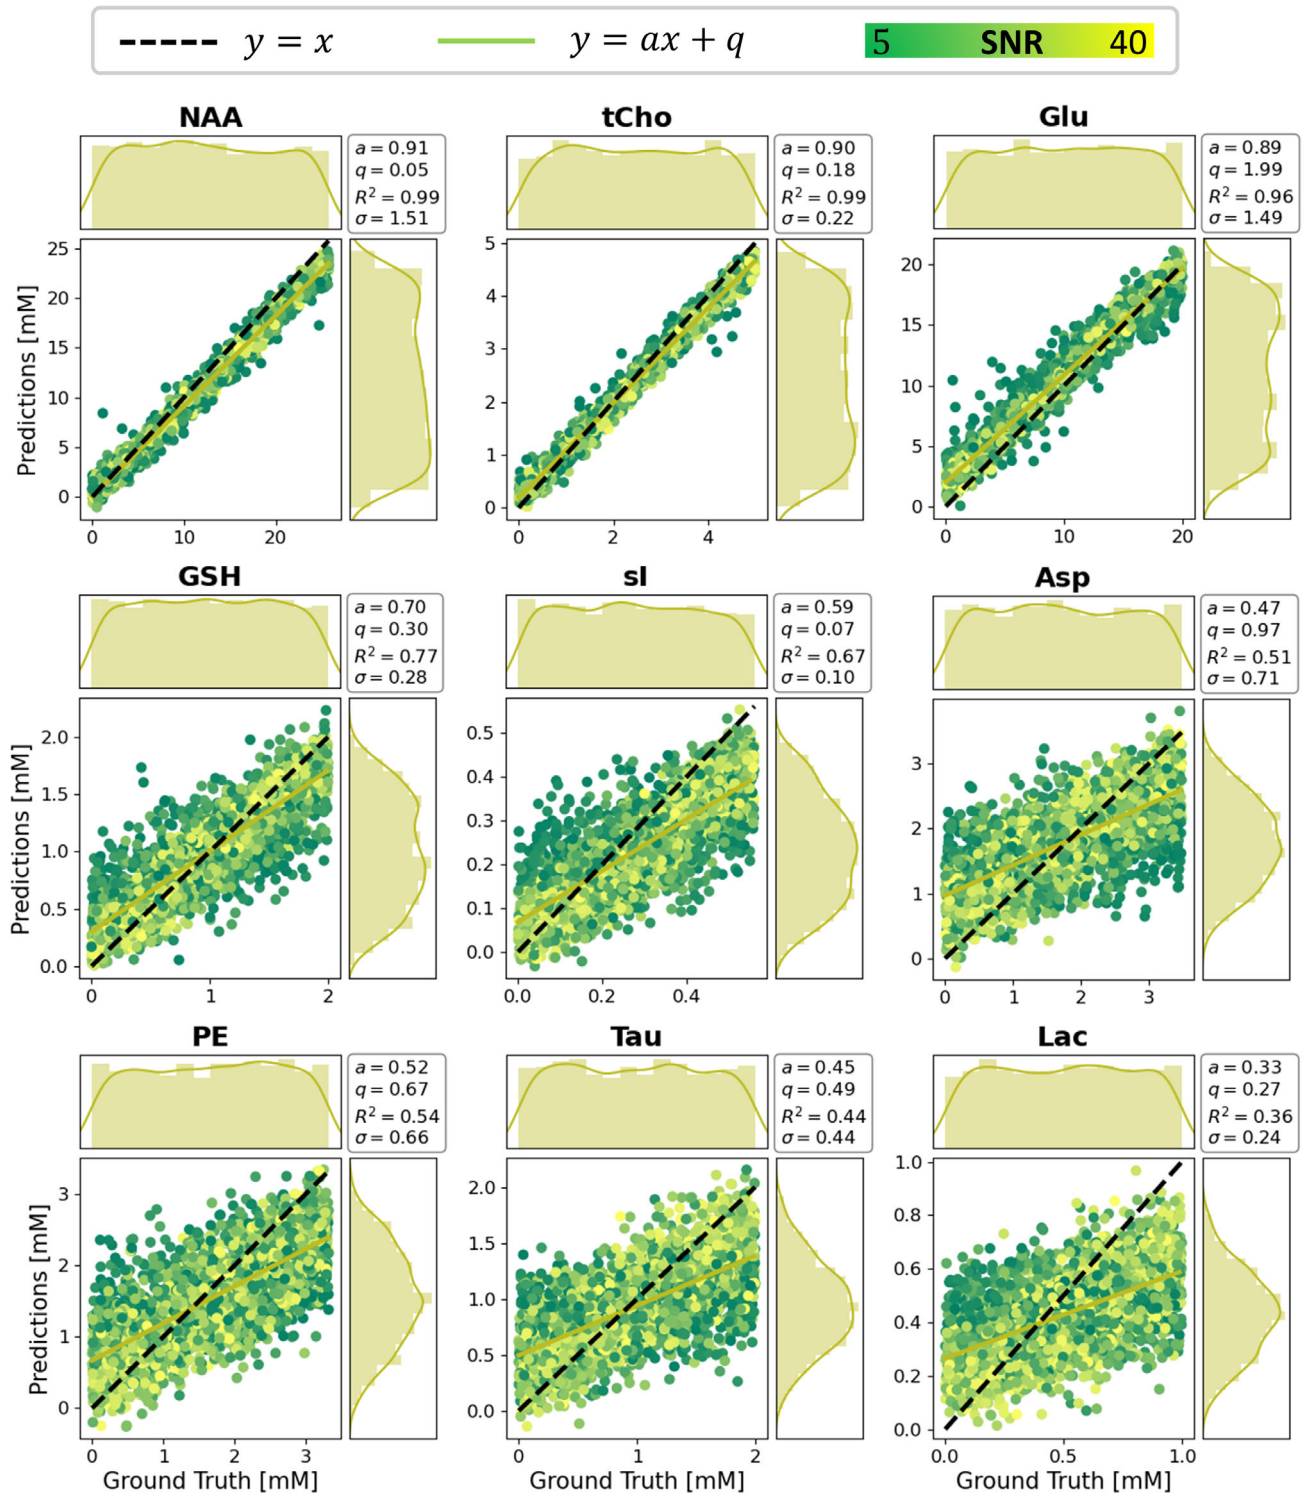 y = x
y = ax + q
5 SNR 40
NAA
a = 0.91
q = 0.05
R² = 0.99
σ = 1.51
Predictions [mM]
25
20
15
10
5
0
0 10 20
tCho
a = 0.90
q = 0.18
R² = 0.99
σ = 0.22
5
4
3
2
1
0
0 2 4
Glu
a = 0.89
q = 1.99
R² = 0.96
σ = 1.49
20
15
10
5
0
0 10 20
GSH
a = 0.70
q = 0.30
R² = 0.77
σ = 0.28
Predictions [mM]
2.0
1.5
1.0
0.5
0.0
0 1 2
sI
a = 0.59
q = 0.07
R² = 0.67
σ = 0.10
0.5
0.4
0.3
0.2
0.1
0.0
0.0 0.2 0.4
Asp
a = 0.47
q = 0.97
R² = 0.51
σ = 0.71
3
2
1
0
0 1 2 3
PE
a = 0.52
q = 0.67
R² = 0.54
σ = 0.66
Predictions [mM]
3
2
1
0
0 1 2 3
Ground Truth [mM]
Tau
a = 0.45
q = 0.49
R² = 0.44
σ = 0.44
2.0
1.5
1.0
0.5
0.0
0 1 2
Ground Truth [mM]
Lac
a = 0.33
q = 0.27
R² = 0.36
σ = 0.24
1.0
0.8
0.6
0.4
0.2
0.0
0.0 0.5 1.0
Ground Truth [mM]